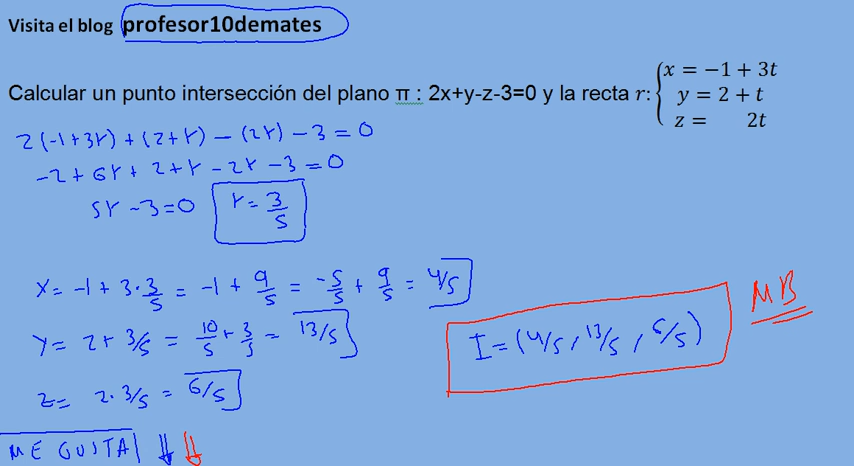 Visita el blog profesor10demates
Calcular un punto intersección del plano π : 2x+y-z-3=0 y la recta r: { x = −1 + 3t
y = 2 + t
z = 2t
2(-1+3t) + (2+t) - (2t) - 3 = 0
-2 + 6t + 2 + t - 2t - 3 = 0
5t - 3 = 0 t = 3/5
x = -1 + 3·3/5 = -1 + 9/5 = -5/5 + 9/5 = 4/5
y = 2 + 3/5 = 10/5 + 3/5 = 13/5
z = 2·3/5 = 6/5
I = (4/5, 13/5, 6/5)
MB
ME GUSTA